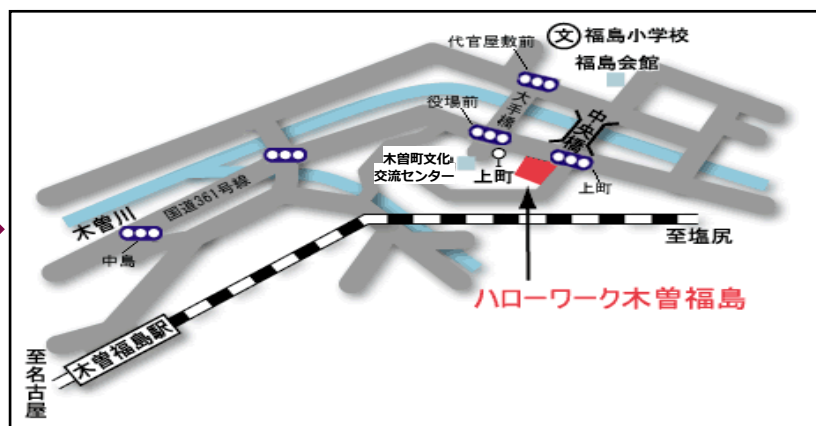 代官屋敷前
文
福島小学校
福島会館
役場前
大手橋
中央橋
木曽町文化
交流センター
上町
上町
国道361号線
木曽川
中島
至塩尻
ハローワーク木曽福島
木曽福島駅
至名古屋